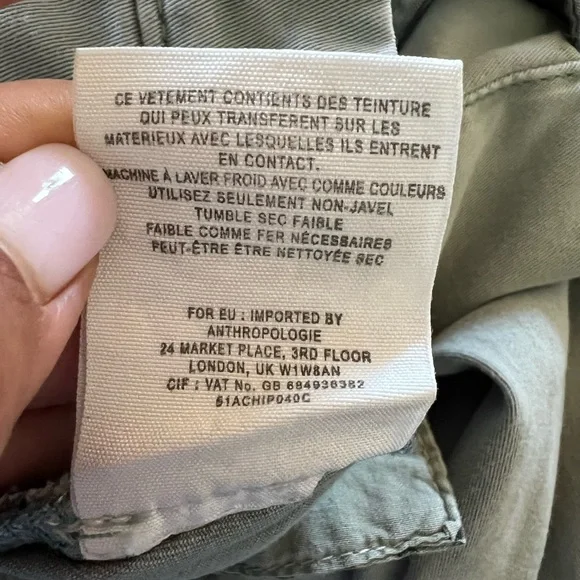 CE VETEMENT CONTIENTS DES TEINTURE
QUI PEUX TRANSFERENT SUR LES
MATERIEUX AVEC LESQUELLES ILS ENTRENT
EN CONTACT.
MACHINE À LAVER FROID AVEC COMME COULEURS
UTILISEZ SEULEMENT NON-JAVEL
TUMBLE SEC FAIBLE
FAIBLE COMME FER NÉCESSAIRES
PEUT-ÊTRE ÊTRE NETTOYÉE SEC
FOR EU : IMPORTED BY
ANTHROPOLOGIE
24 MARKET PLACE, 3RD FLOOR
LONDON, UK W1W8AN
CIF : VAT No. GB 684936382
51ACHIP040C